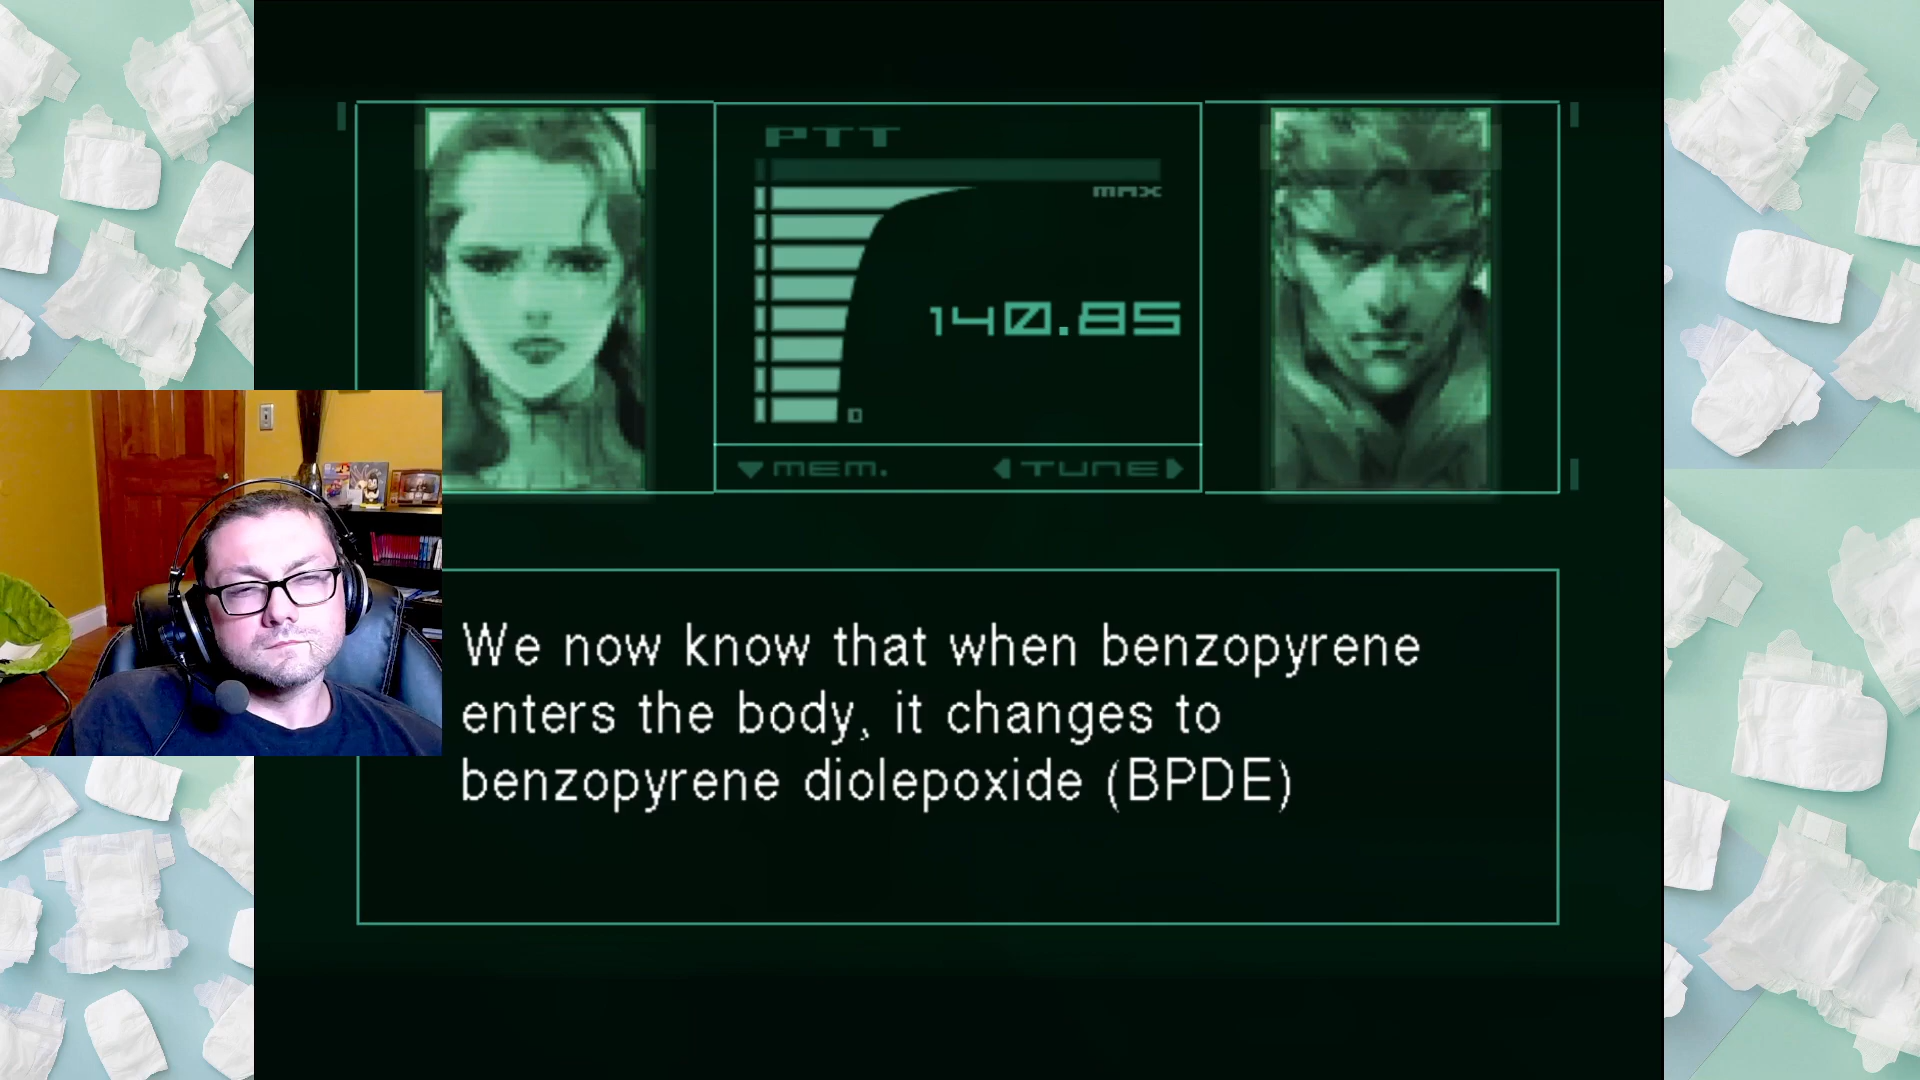 PTT
MAX
140.85
0
MEM.
TUNE
We now know that when benzopyrene
enters the body, it changes to
benzopyrene diolepoxide (BPDE)